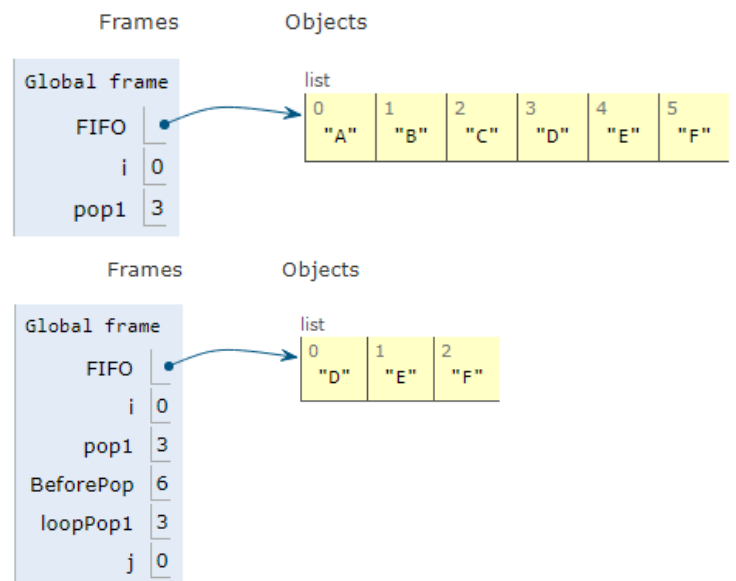 Frames Objects
Global frame
list
FIFO
0 1 2 3 4 5
"A" "B" "C" "D" "E" "F"
i 0
pop1 3
Frames Objects
Global frame
list
FIFO
0 1 2
"D" "E" "F"
i 0
pop1 3
BeforePop 6
loopPop1 3
j 0